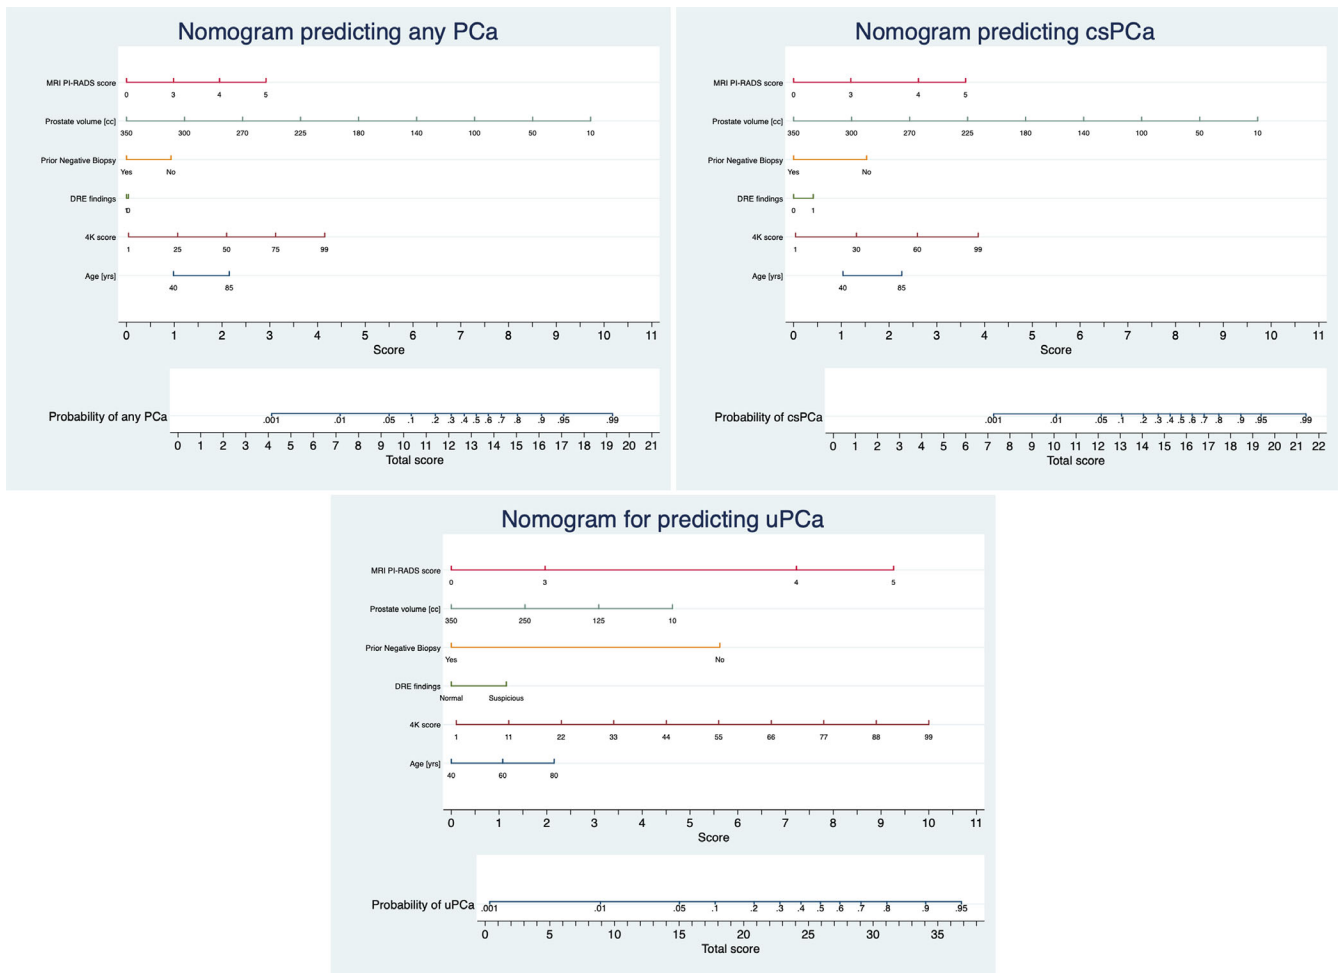 Nomogram predicting any PCa
MRI PI-RADS score
0 3 4 5
Prostate volume [cc]
350 300 270 225 180 140 100 50 10
Prior Negative Biopsy
Yes No
DRE findings
1 0
4K score
1 25 50 75 99
Age [yrs]
40 85
0 1 2 3 4 5 6 7 8 9 10 11
Score
Probability of any PCa
.001 .01 .05 .1 .2 .3 .4 .5 .6 .7 .8 .9 .95 .99
0 1 2 3 4 5 6 7 8 9 10 11 12 13 14 15 16 17 18 19 20 21
Total score
Nomogram predicting csPCa
MRI PI-RADS score
0 3 4 5
Prostate volume [cc]
350 300 270 225 180 140 100 50 10
Prior Negative Biopsy
Yes No
DRE findings
0 1
4K score
1 30 60 99
Age [yrs]
40 85
0 1 2 3 4 5 6 7 8 9 10 11
Score
Probability of csPCa
.001 .01 .05 .1 .2 .3 .4 .5 .6 .7 .8 .9 .95 .99
0 1 2 3 4 5 6 7 8 9 10 11 12 13 14 15 16 17 18 19 20 21 22
Total score
Nomogram for predicting uPCa
MRI PI-RADS score
0 3 4 5
Prostate volume [cc]
350 250 125 10
Prior Negative Biopsy
Yes No
DRE findings
Normal Suspicious
4K score
1 11 22 33 44 55 66 77 88 99
Age [yrs]
40 60 80
0 1 2 3 4 5 6 7 8 9 10 11
Score
Probability of uPCa
.001 .01 .05 .1 .2 .3 .4 .5 .6 .7 .8 .9 .95
0 5 10 15 20 25 30 35
Total score